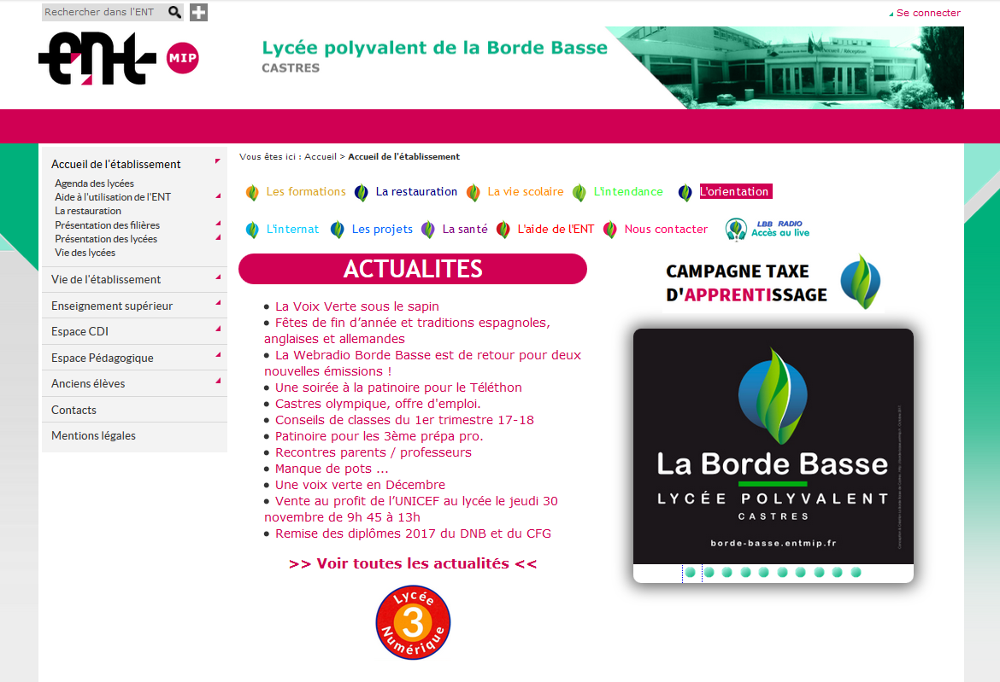 Rechercher dans l'ENT
Se connecter
ent MIP
Lycée polyvalent de la Borde Basse
CASTRES
Accueil / Réception
Vous êtes ici : Accueil > Accueil de l'établissement
Accueil de l'établissement
Agenda des lycées
Aide à l'utilisation de l'ENT
La restauration
Présentation des filières
Présentation des lycées
Vie des lycées
Vie de l'établissement
Enseignement supérieur
Espace CDI
Espace Pédagogique
Anciens élèves
Contacts
Mentions légales
Les formations La restauration La vie scolaire L'intendance L'orientation
L'internat Les projets La santé L'aide de l'ENT Nous contacter
LBB RADIO
Accès au live
ACTUALITES
• La Voix Verte sous le sapin
• Fêtes de fin d’année et traditions espagnoles,
anglaises et allemandes
• La Webradio Borde Basse est de retour pour deux
nouvelles émissions !
• Une soirée à la patinoire pour le Téléthon
• Castres olympique, offre d'emploi.
• Conseils de classes du 1er trimestre 17-18
• Patinoire pour les 3ème prépa pro.
• Recontres parents / professeurs
• Manque de pots ...
• Une voix verte en Décembre
• Vente au profit de l’UNICEF au lycée le jeudi 30
novembre de 9h 45 à 13h
• Remise des diplômes 2017 du DNB et du CFG
>> Voir toutes les actualités <<
Lycée
3
Numérique
CAMPAGNE TAXE
D'APPRENTISSAGE
La Borde Basse
LYCÉE POLYVALENT
CASTRES
borde-basse.entmip.fr